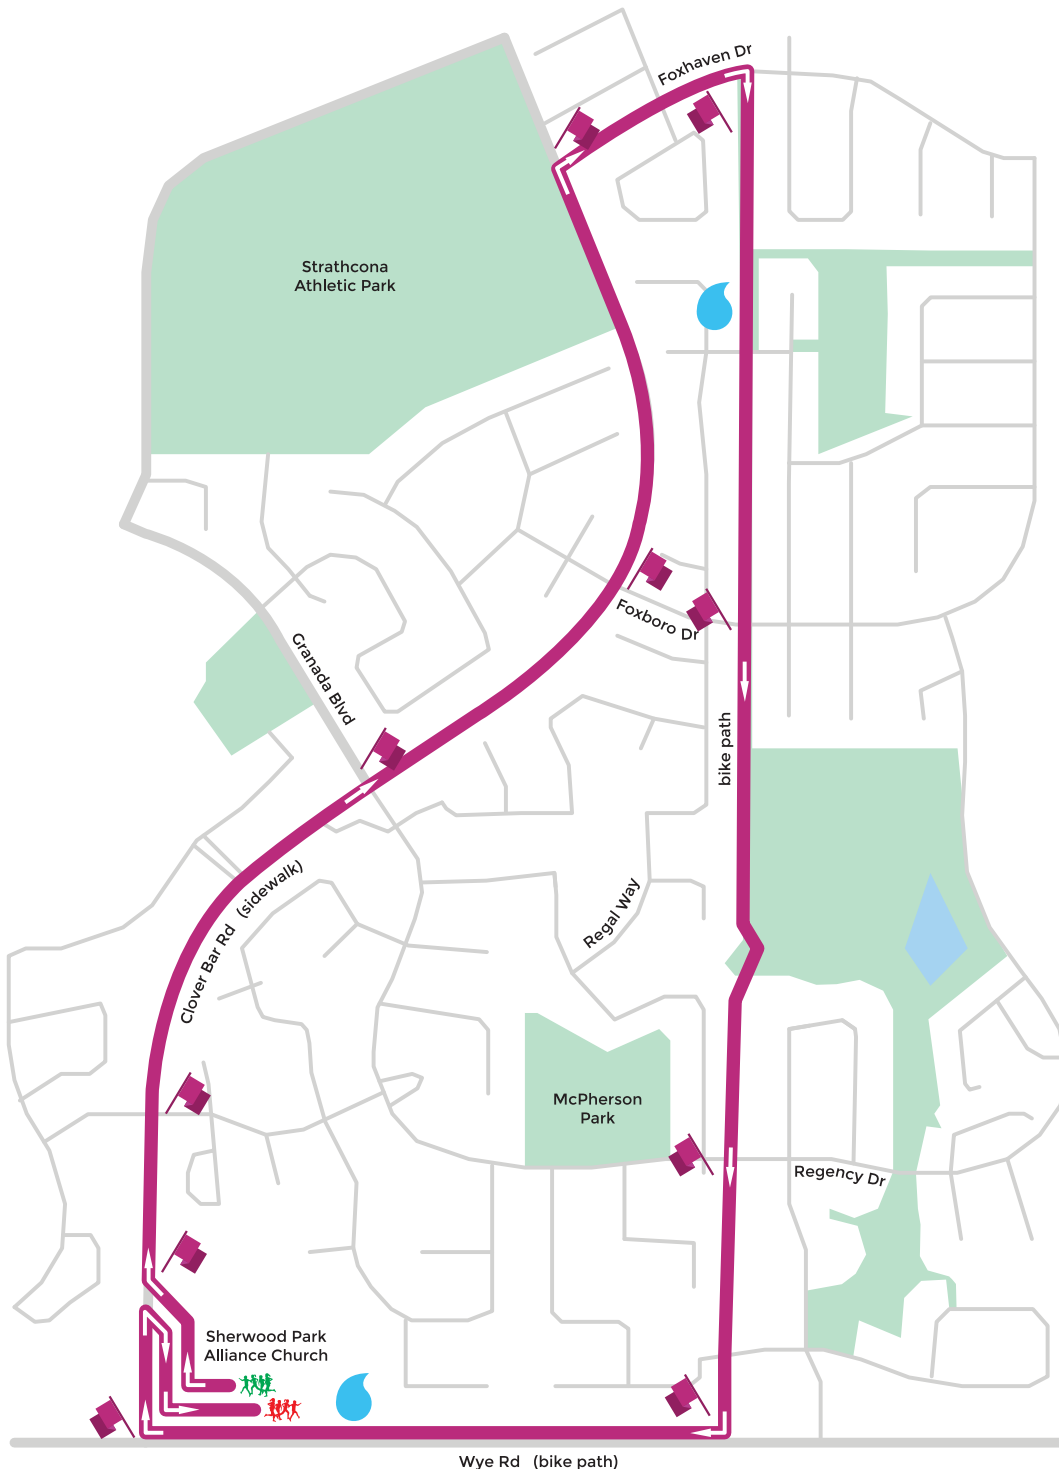 Foxhaven Dr
Strathcona
Athletic Park
Foxboro Dr
Granada Blvd
bike path
Clover Bar Rd (sidewalk)
Regal Way
McPherson
Park
Regency Dr
Sherwood Park
Alliance Church
Wye Rd (bike path)